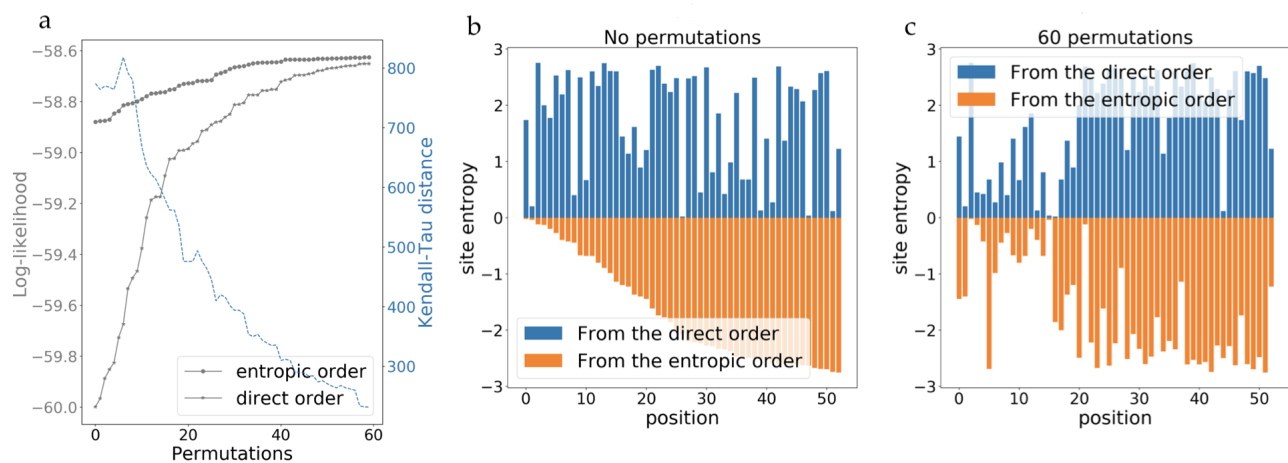 a
−58.6
−58.8
−59.0
−59.2
−59.4
−59.6
−59.8
−60.0
Log-likelihood
0
20
40
60
Permutations
800
700
600
500
400
300
Kendall-Tau distance
entropic order
direct order
b
No permutations
3
2
1
0
−1
−2
−3
site entropy
0
10
20
30
40
50
position
From the direct order
From the entropic order
c
60 permutations
3
2
1
0
−1
−2
−3
site entropy
0
10
20
30
40
50
position
From the direct order
From the entropic order